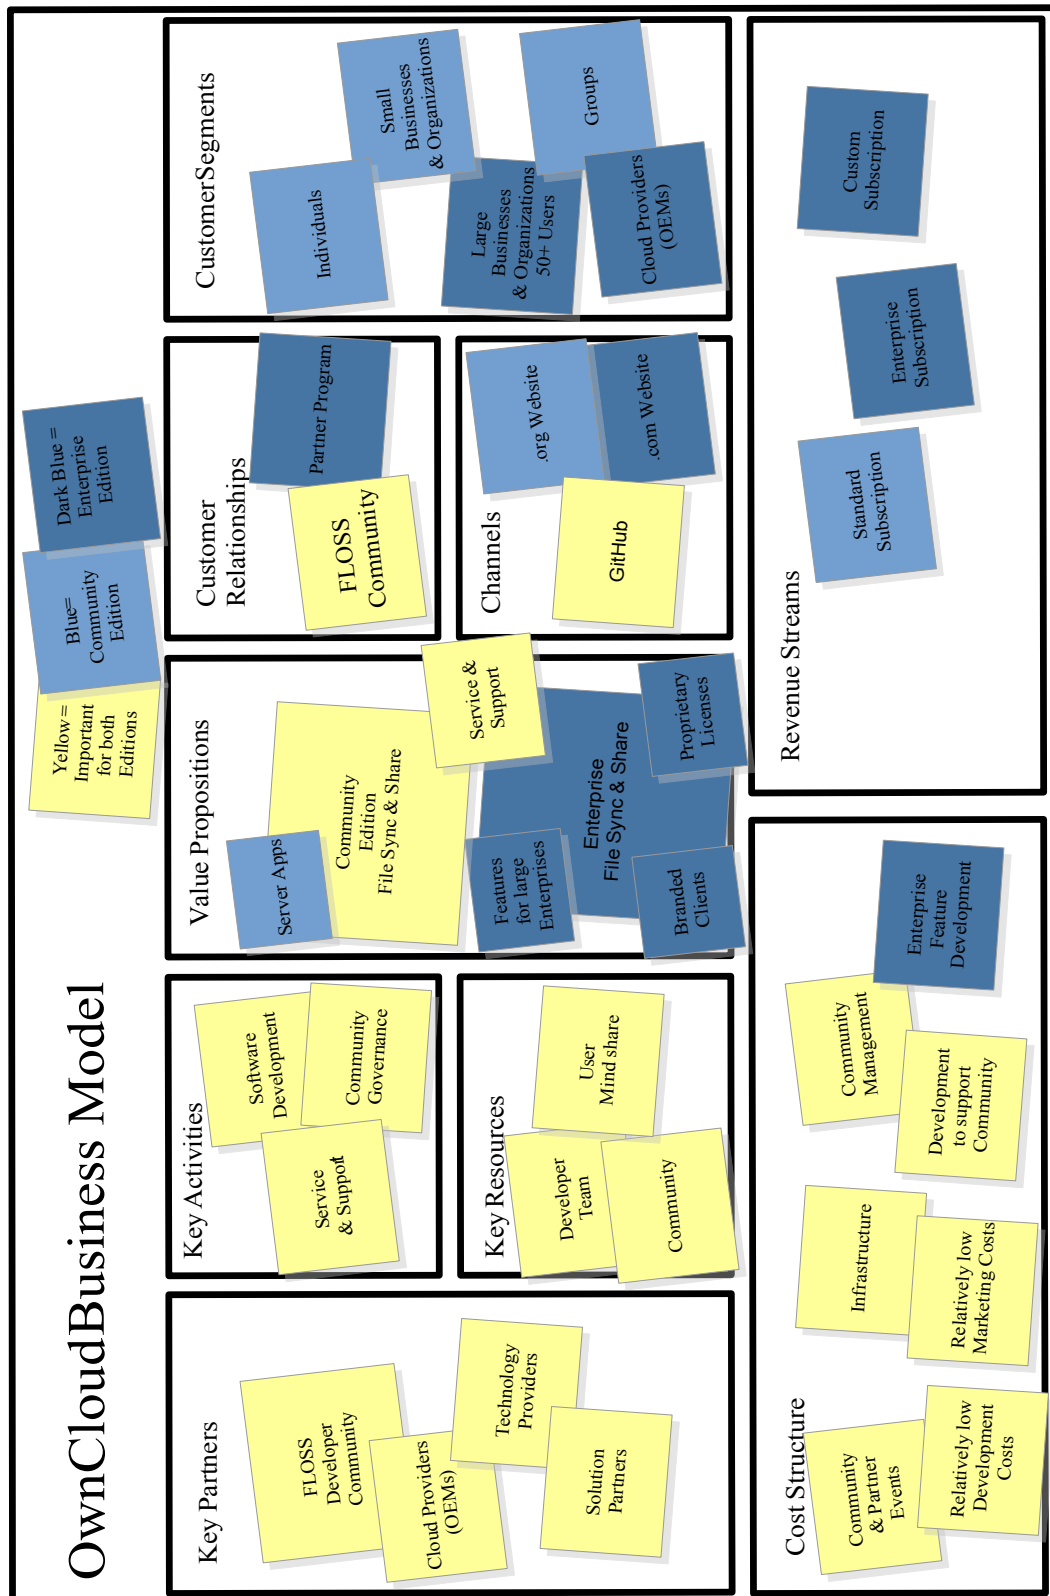 OwnCloudBusiness Model
Yellow =
Important
for both
Editions
Blue=
Community
Edition
Dark Blue =
Enterprise
Edition
Key Partners
FLOSS
Developer
Community
Cloud Providers
(OEMs)
Technology
Providers
Solution
Partners
Key Activities
Software
Development
Community
Governance
Service
& Support
Key Resources
User
Mind share
Developer
Team
Community
Value Propositions
Server Apps
Community
Edition
File Sync & Share
Service &
Support
Features
for large
Enterprises
Enterprise
File Sync & Share
Branded
Clients
Proprietary
Licenses
Customer
Relationships
Partner Program
FLOSS
Community
Channels
.org Website
.com Website
GitHub
CustomerSegments
Individuals
Small
Businesses
& Organizations
Large
Businesses
& Organizations
50+ Users
Groups
Cloud Providers
(OEMs)
Cost Structure
Community
& Partner
Events
Relatively low
Development
Costs
Infrastructure
Relatively low
Marketing Costs
Community
Management
Development
to support
Community
Enterprise
Feature
Development
Revenue Streams
Standard
Subscription
Enterprise
Subscription
Custom
Subscription